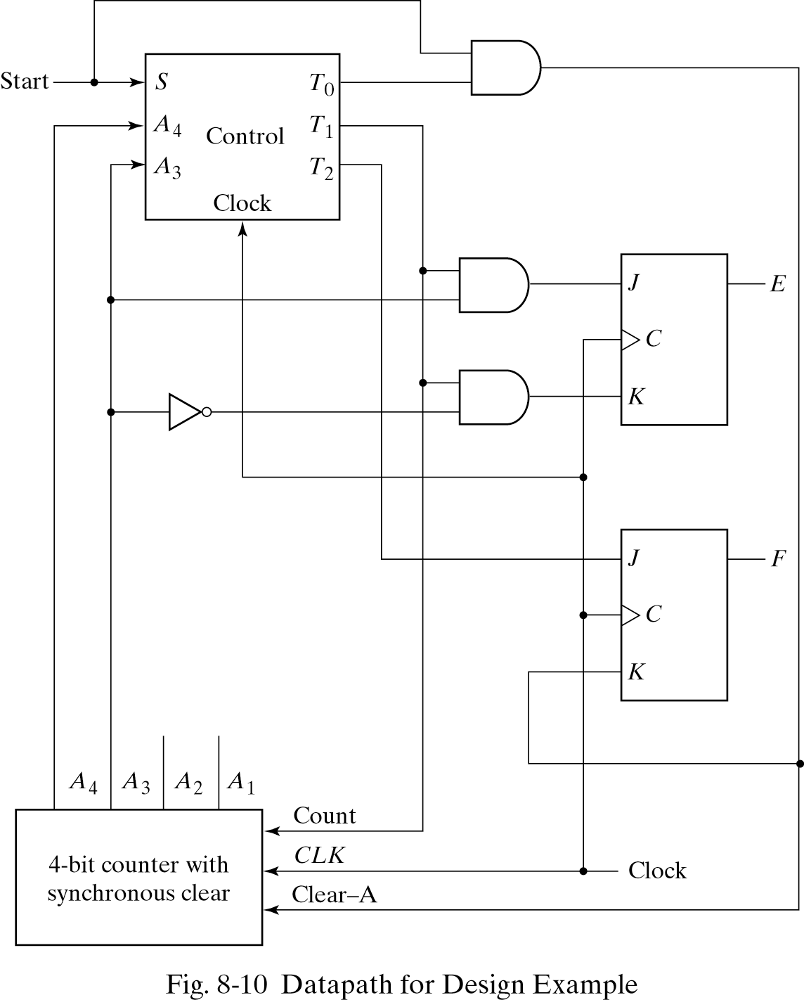 Start
S
T0
A4
T1
Control
A3
T2
Clock
J
E
C
K
J
F
C
K
A4 A3 A2 A1
Count
CLK
4-bit counter with
synchronous clear
Clock
Clear–A
Fig. 8-10 Datapath for Design Example